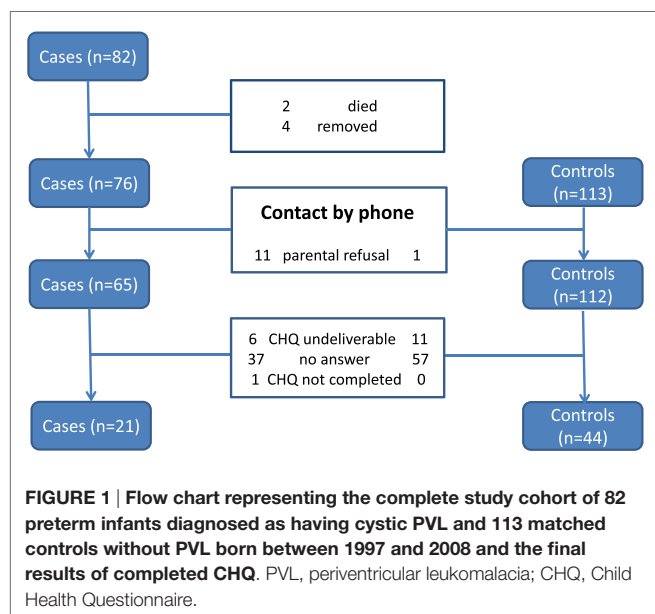 Cases (n=82)
2 died
4 removed
Cases (n=76)
Controls
(n=113)
Contact by phone
11 parental refusal 1
Cases (n=65)
Controls
(n=112)
6 CHQ undeliverable 11
37 no answer 57
1 CHQ not completed 0
Cases (n=21)
Controls
(n=44)
FIGURE 1 | Flow chart representing the complete study cohort of 82
preterm infants diagnosed as having cystic PVL and 113 matched
controls without PVL born between 1997 and 2008 and the final
results of completed CHQ. PVL, periventricular leukomalacia; CHQ, Child
Health Questionnaire.